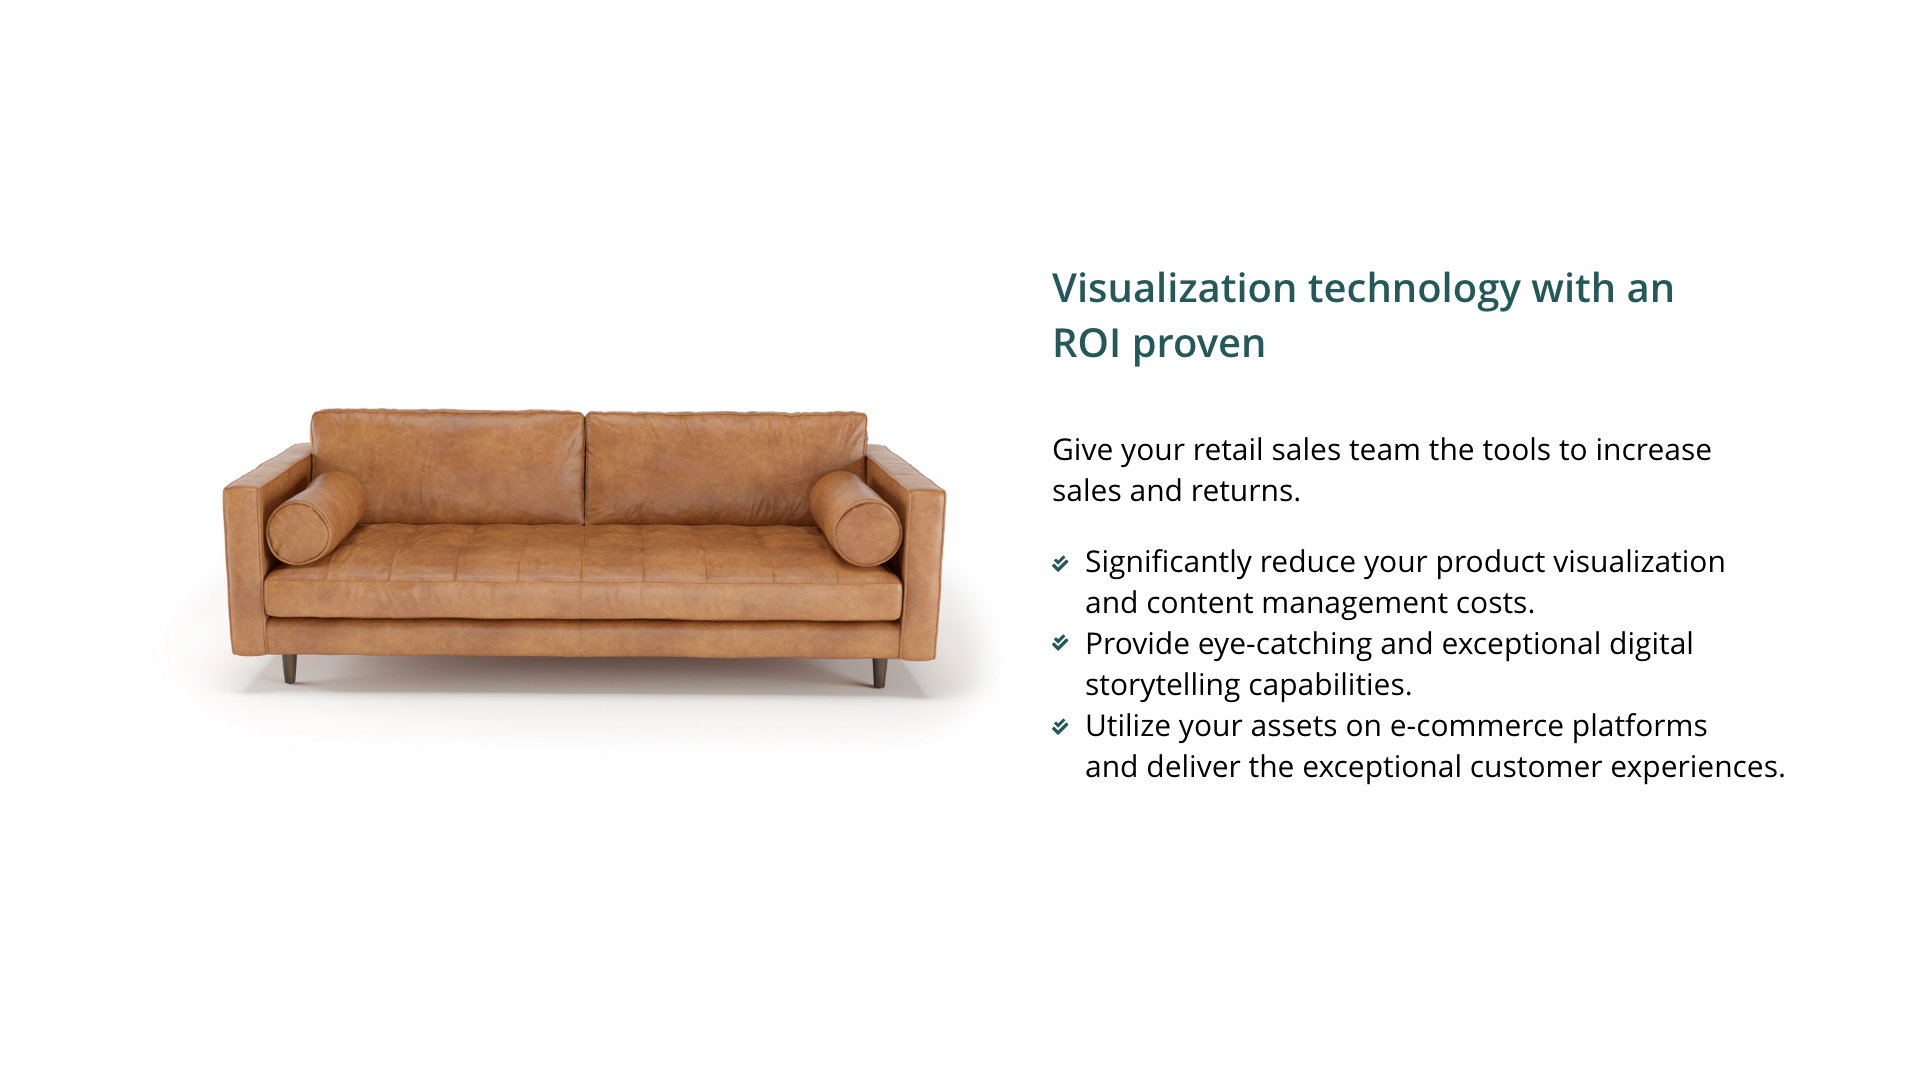 Visualization technology with an
ROI proven
Give your retail sales team the tools to increase
sales and returns.
Significantly reduce your product visualization
and content management costs.
Provide eye-catching and exceptional digital
storytelling capabilities.
Utilize your assets on e-commerce platforms
and deliver the exceptional customer experiences.